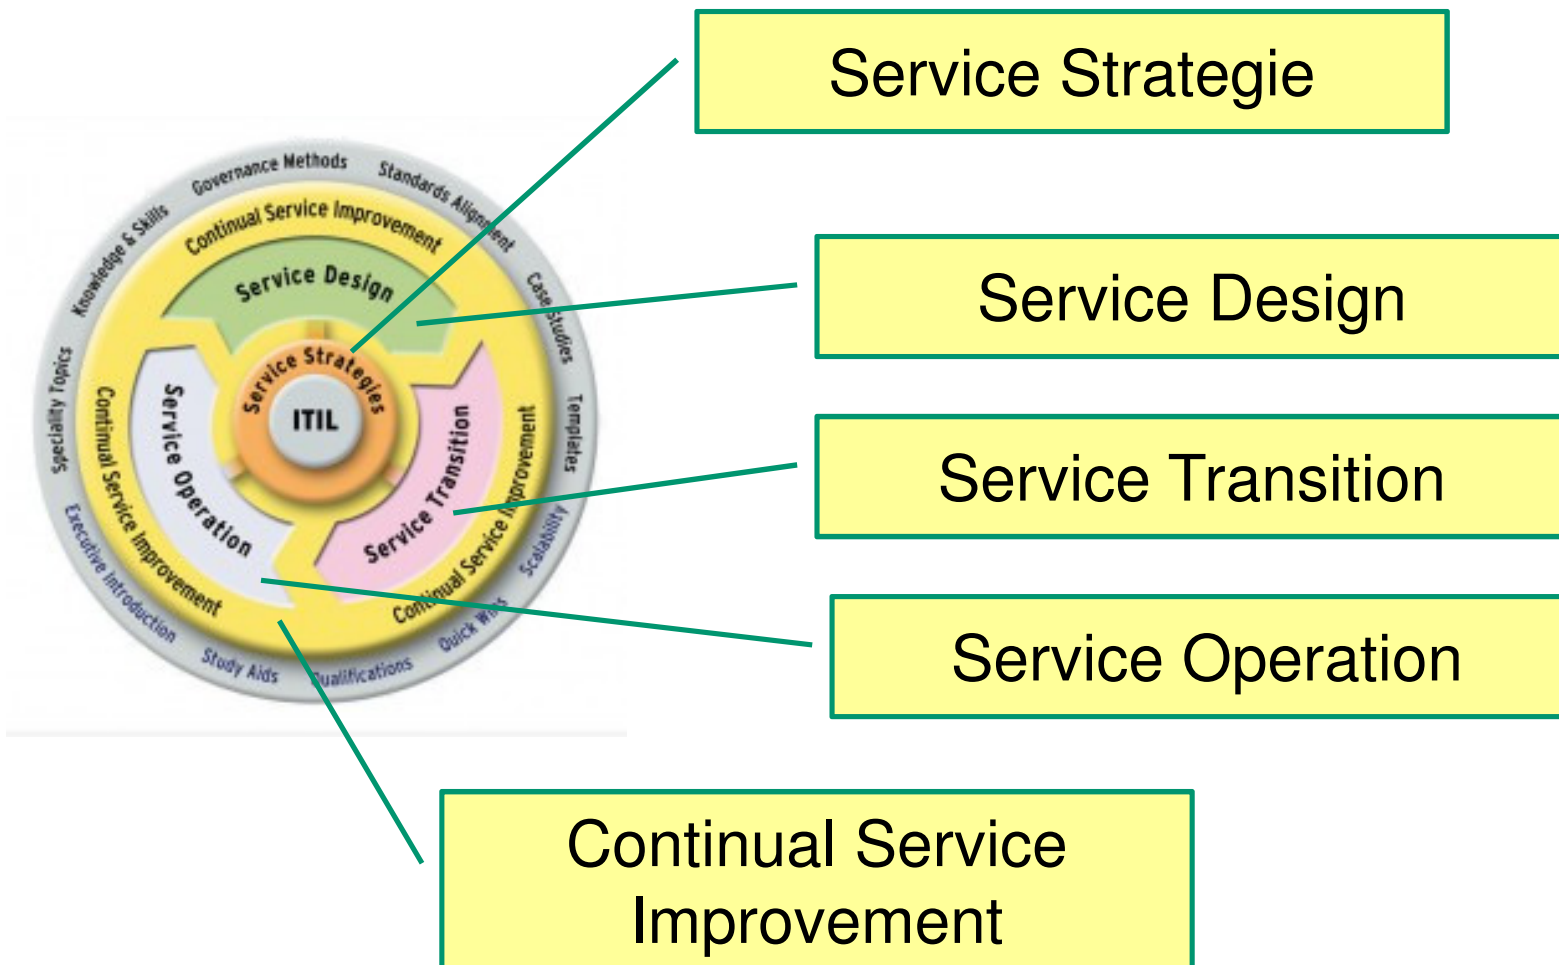 Service Strategie
Service Design
Service Transition
Service Operation
Continual Service
Improvement
Governance Methods
Standards Alignment
Case Studies
Templates
Scalability
Quick Wins
Qualifications
Study Aids
Executive Introduction
Speciality Topics
Knowledge & Skills
Continual Service Improvement
Continual Service Improvement
Continual Service Improvement
Service Design
Service Transition
Service Operation
Service Strategies
ITIL